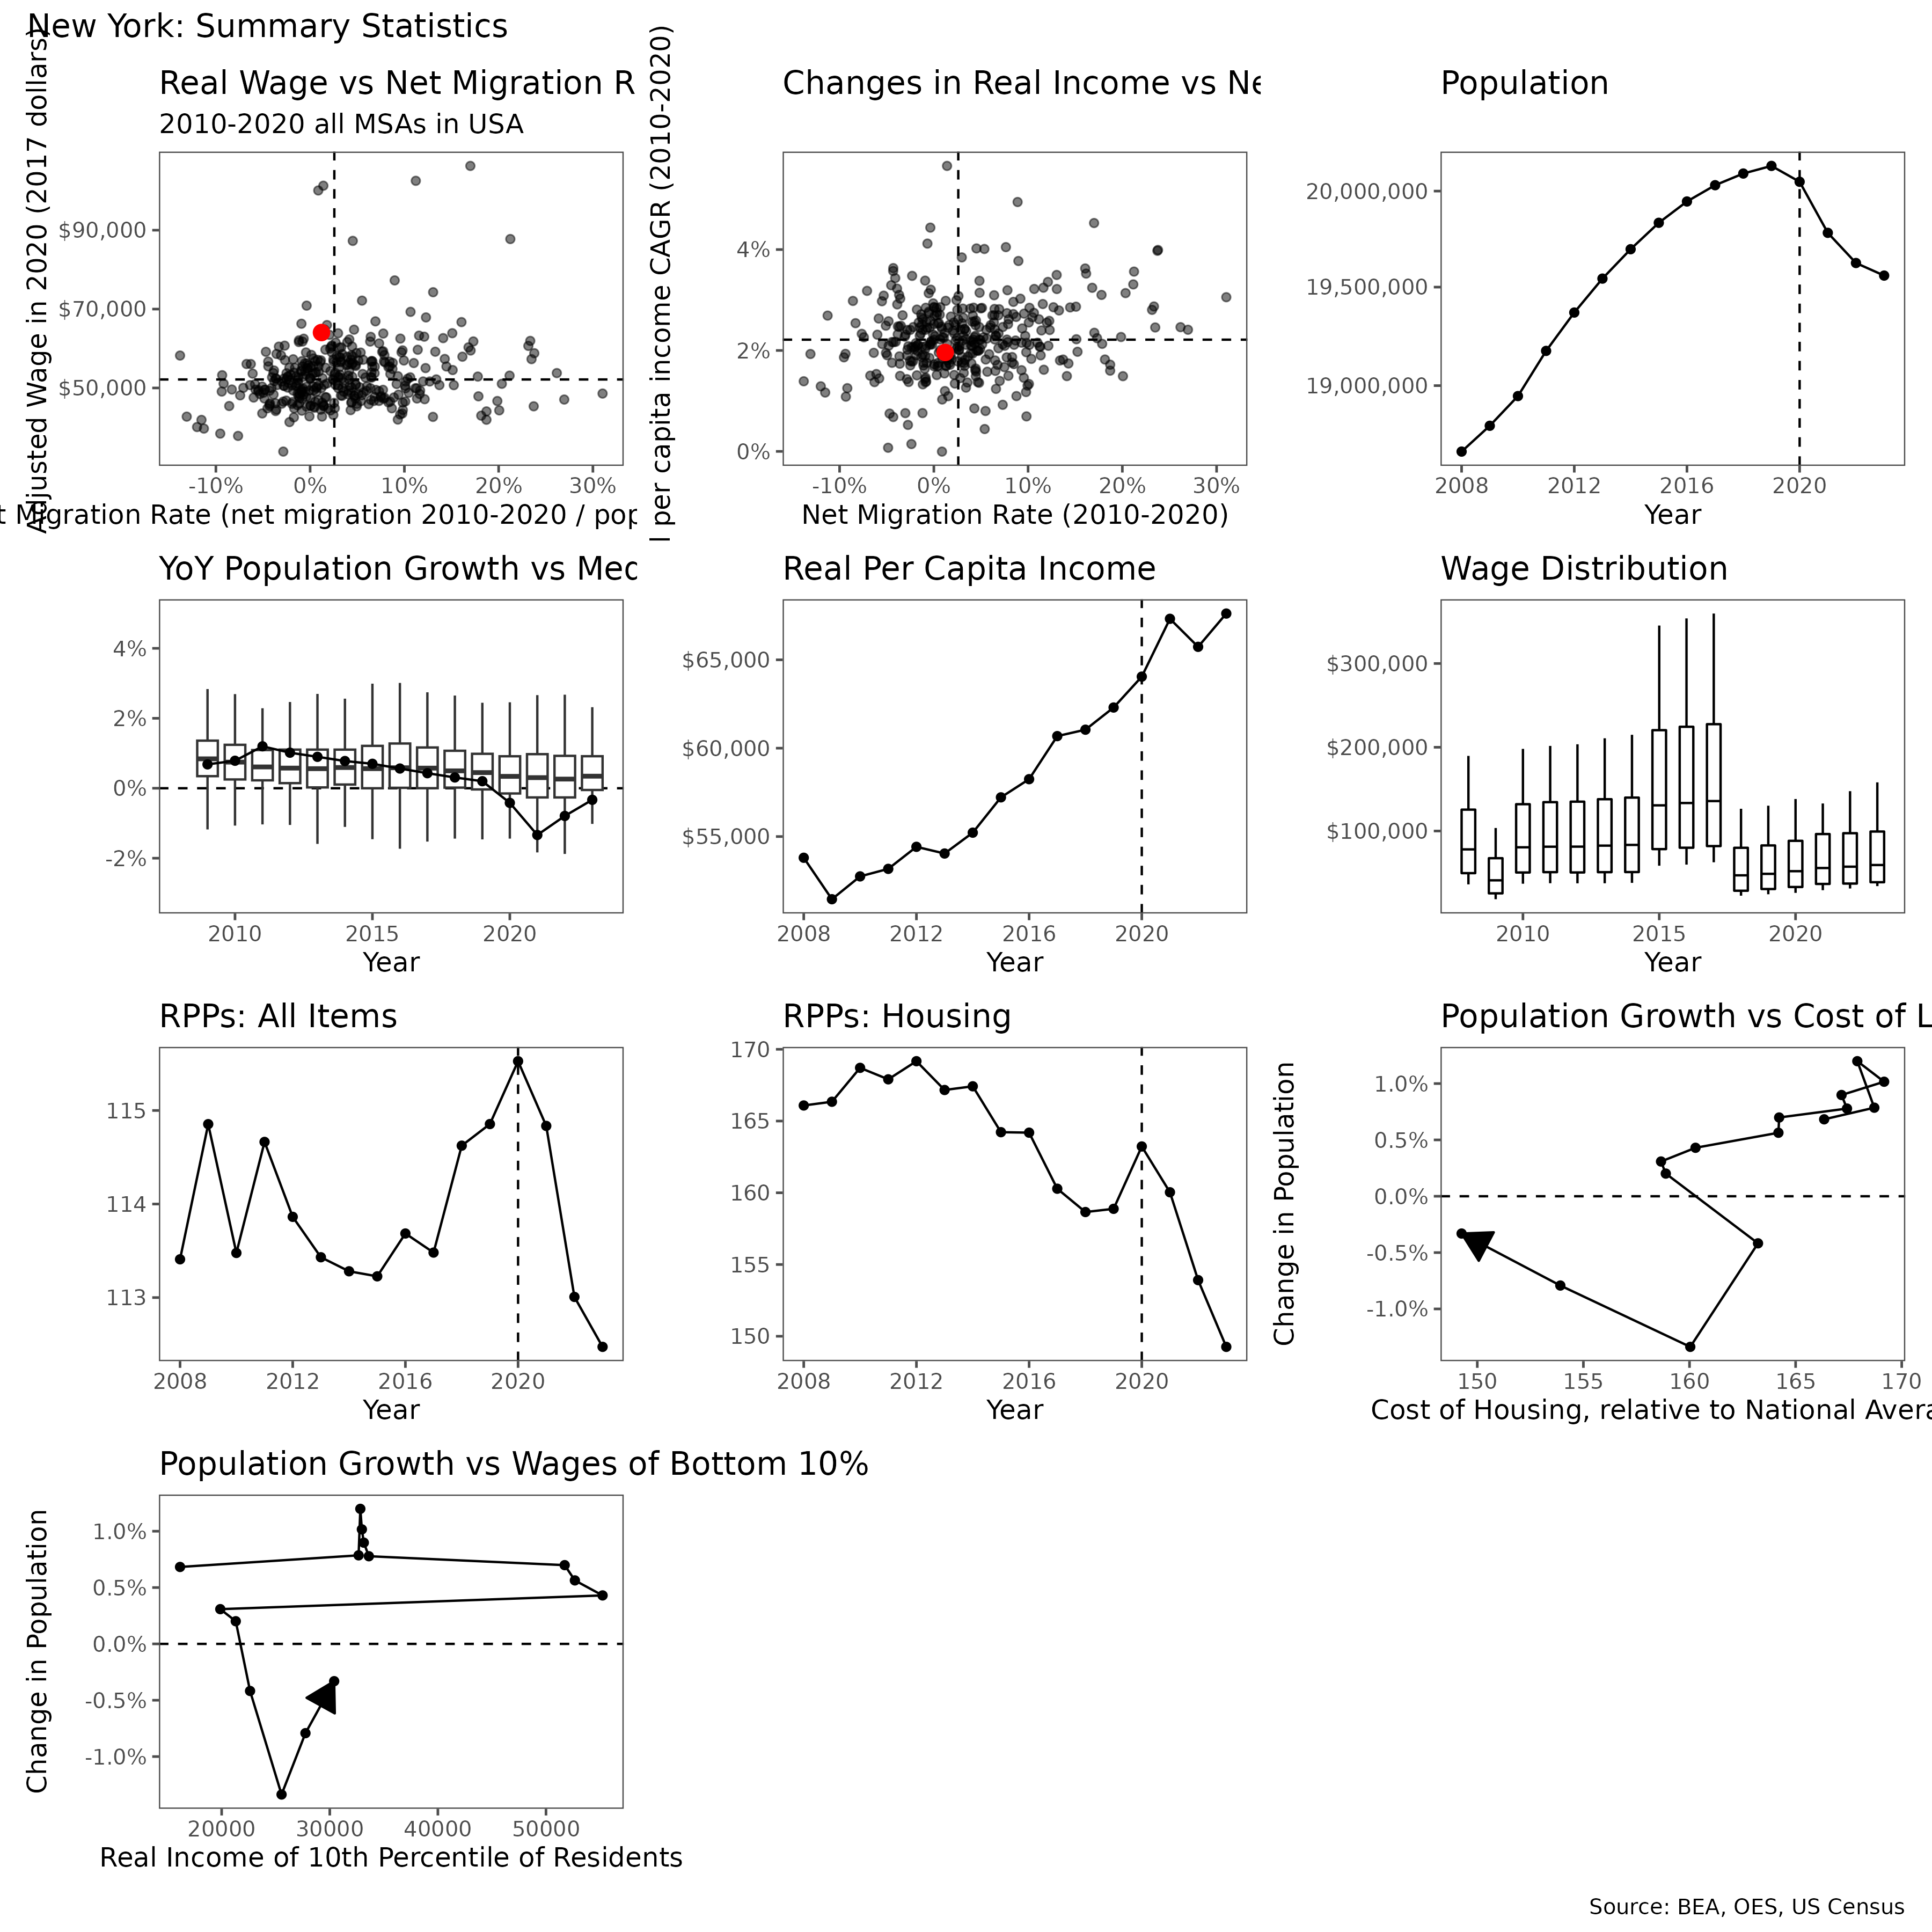 New York: Summary Statistics
Real Wage vs Net Migration R
2010-2020 all MSAs in USA
Adjusted Wage in 2020 (2017 dollars)
$90,000
$70,000
$50,000
-10% 0% 10% 20% 30%
t Migration Rate (net migration 2010-2020 / pop
Changes in Real Income vs Ne
l per capita income CAGR (2010-2020)
4%
2%
0%
-10% 0% 10% 20% 30%
Net Migration Rate (2010-2020)
Population
20,000,000
19,500,000
19,000,000
2008 2012 2016 2020
Year
YoY Population Growth vs Med
4%
2%
0%
-2%
2010 2015 2020
Year
Real Per Capita Income
$65,000
$60,000
$55,000
2008 2012 2016 2020
Year
Wage Distribution
$300,000
$200,000
$100,000
2010 2015 2020
Year
RPPs: All Items
115
114
113
2008 2012 2016 2020
Year
RPPs: Housing
170
165
160
155
150
2008 2012 2016 2020
Year
Population Growth vs Cost of L
Change in Population
1.0%
0.5%
0.0%
-0.5%
-1.0%
150 155 160 165 170
Cost of Housing, relative to National Avera
Population Growth vs Wages of Bottom 10%
Change in Population
1.0%
0.5%
0.0%
-0.5%
-1.0%
20000 30000 40000 50000
Real Income of 10th Percentile of Residents
Source: BEA, OES, US Census